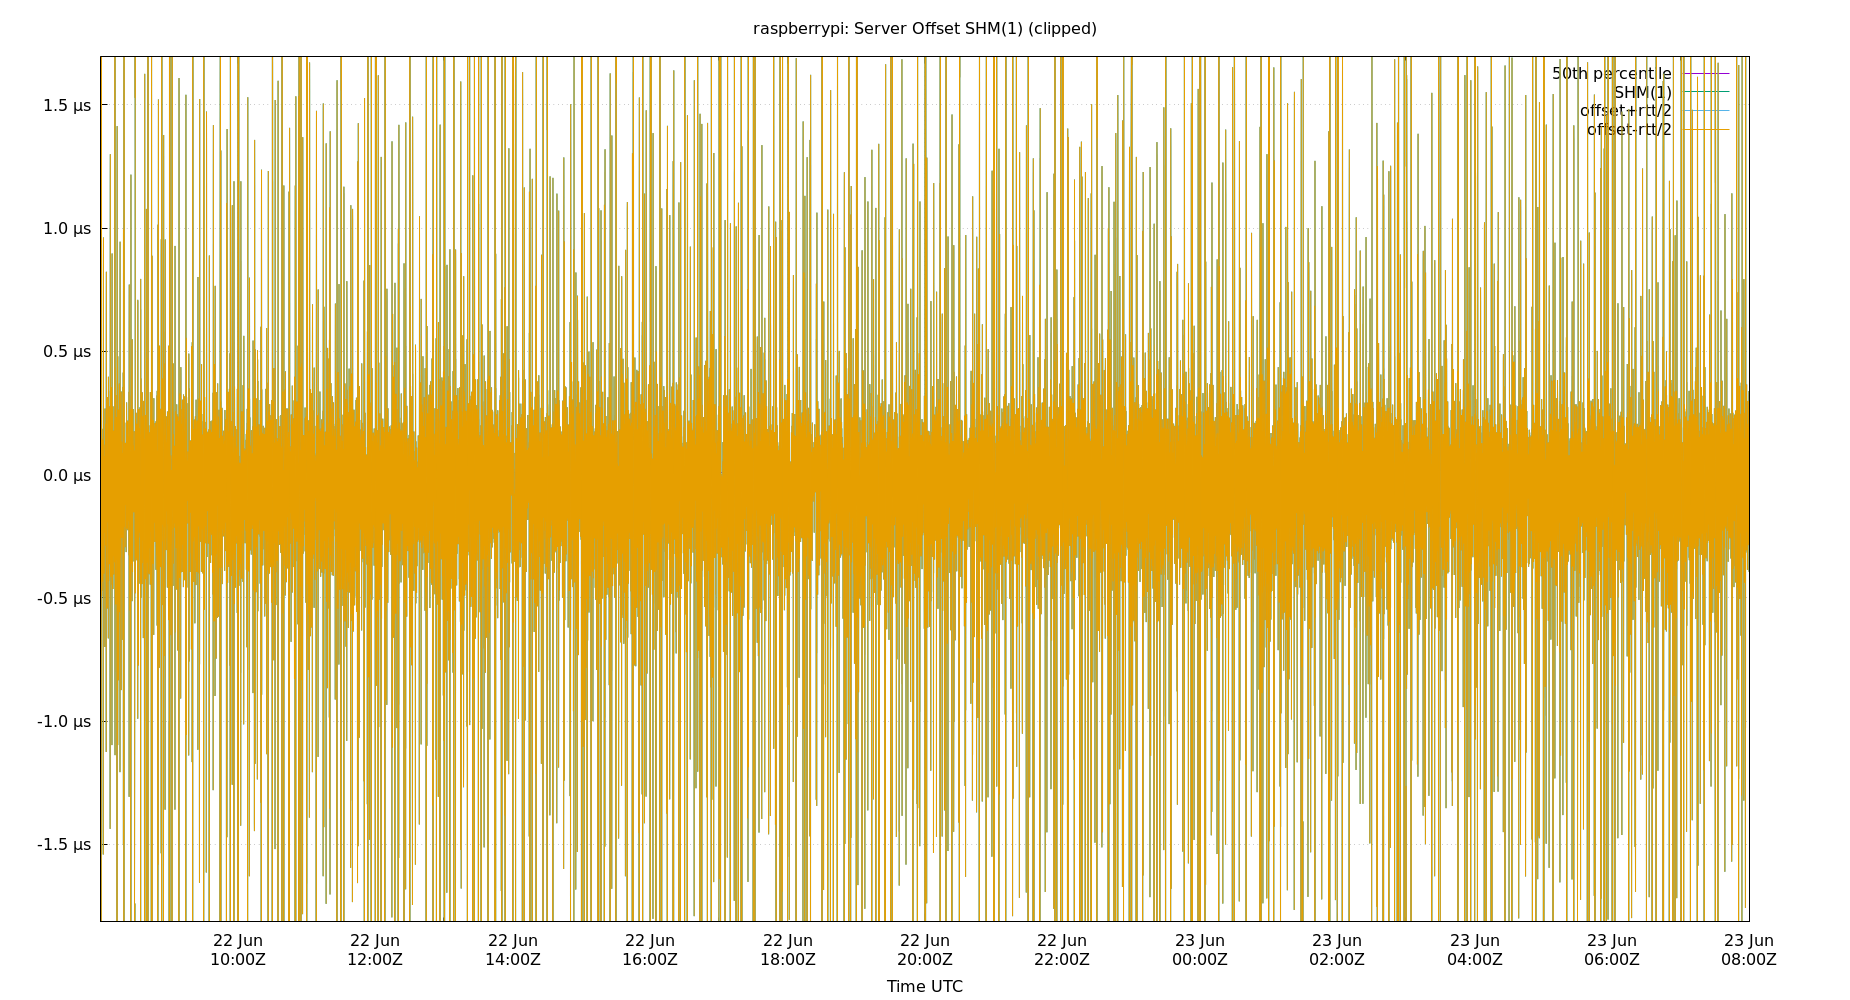 raspberrypi: Server Offset SHM(1) (clipped)
50th percentile
SHM(1)
offset+rtt/2
offset-rtt/2
1.5 µs
1.0 µs
0.5 µs
0.0 µs
-0.5 µs
-1.0 µs
-1.5 µs
22 Jun 22 Jun 22 Jun 22 Jun 22 Jun 22 Jun 22 Jun 23 Jun 23 Jun 23 Jun 23 Jun 23 Jun
10:00Z 12:00Z 14:00Z 16:00Z 18:00Z 20:00Z 22:00Z 00:00Z 02:00Z 04:00Z 06:00Z 08:00Z
Time UTC